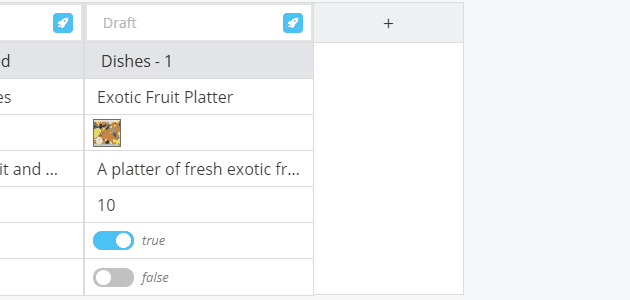 Draft
+
d
Dishes - 1
es
Exotic Fruit Platter
it and ...
A platter of fresh exotic fr...
10
true
false